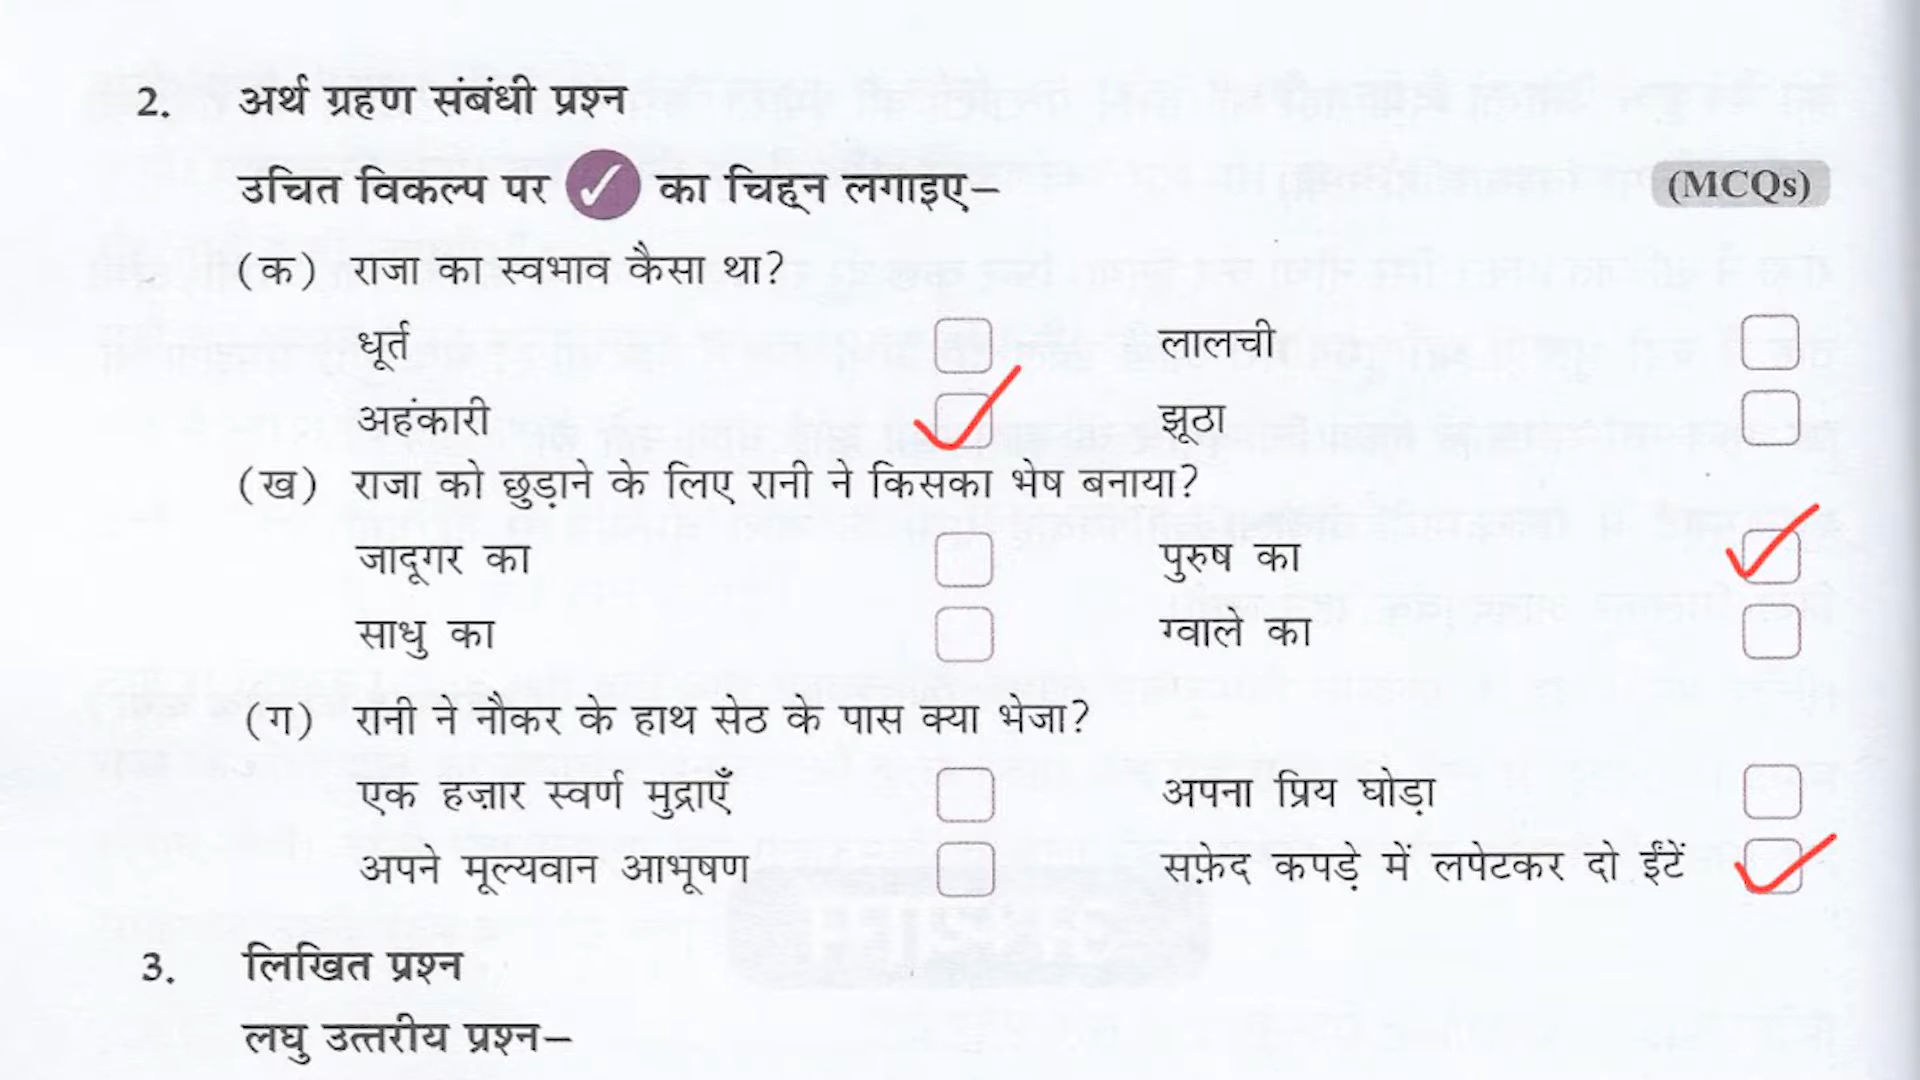 2. अर्थ ग्रहण संबंधी प्रश्न
उचित विकल्प पर ✓ का चिह्न लगाइए– (MCQs)
(क) राजा का स्वभाव कैसा था?
धूर्त लालची
अहंकारी झूठा
(ख) राजा को छुड़ाने के लिए रानी ने किसका भेष बनाया?
जादूगर का पुरुष का
साधु का ग्वाले का
(ग) रानी ने नौकर के हाथ सेठ के पास क्या भेजा?
एक हज़ार स्वर्ण मुद्राएँ अपना प्रिय घोड़ा
अपने मूल्यवान आभूषण सफ़ेद कपड़े में लपेटकर दो ईंटें
3. लिखित प्रश्न
लघु उत्तरीय प्रश्न–